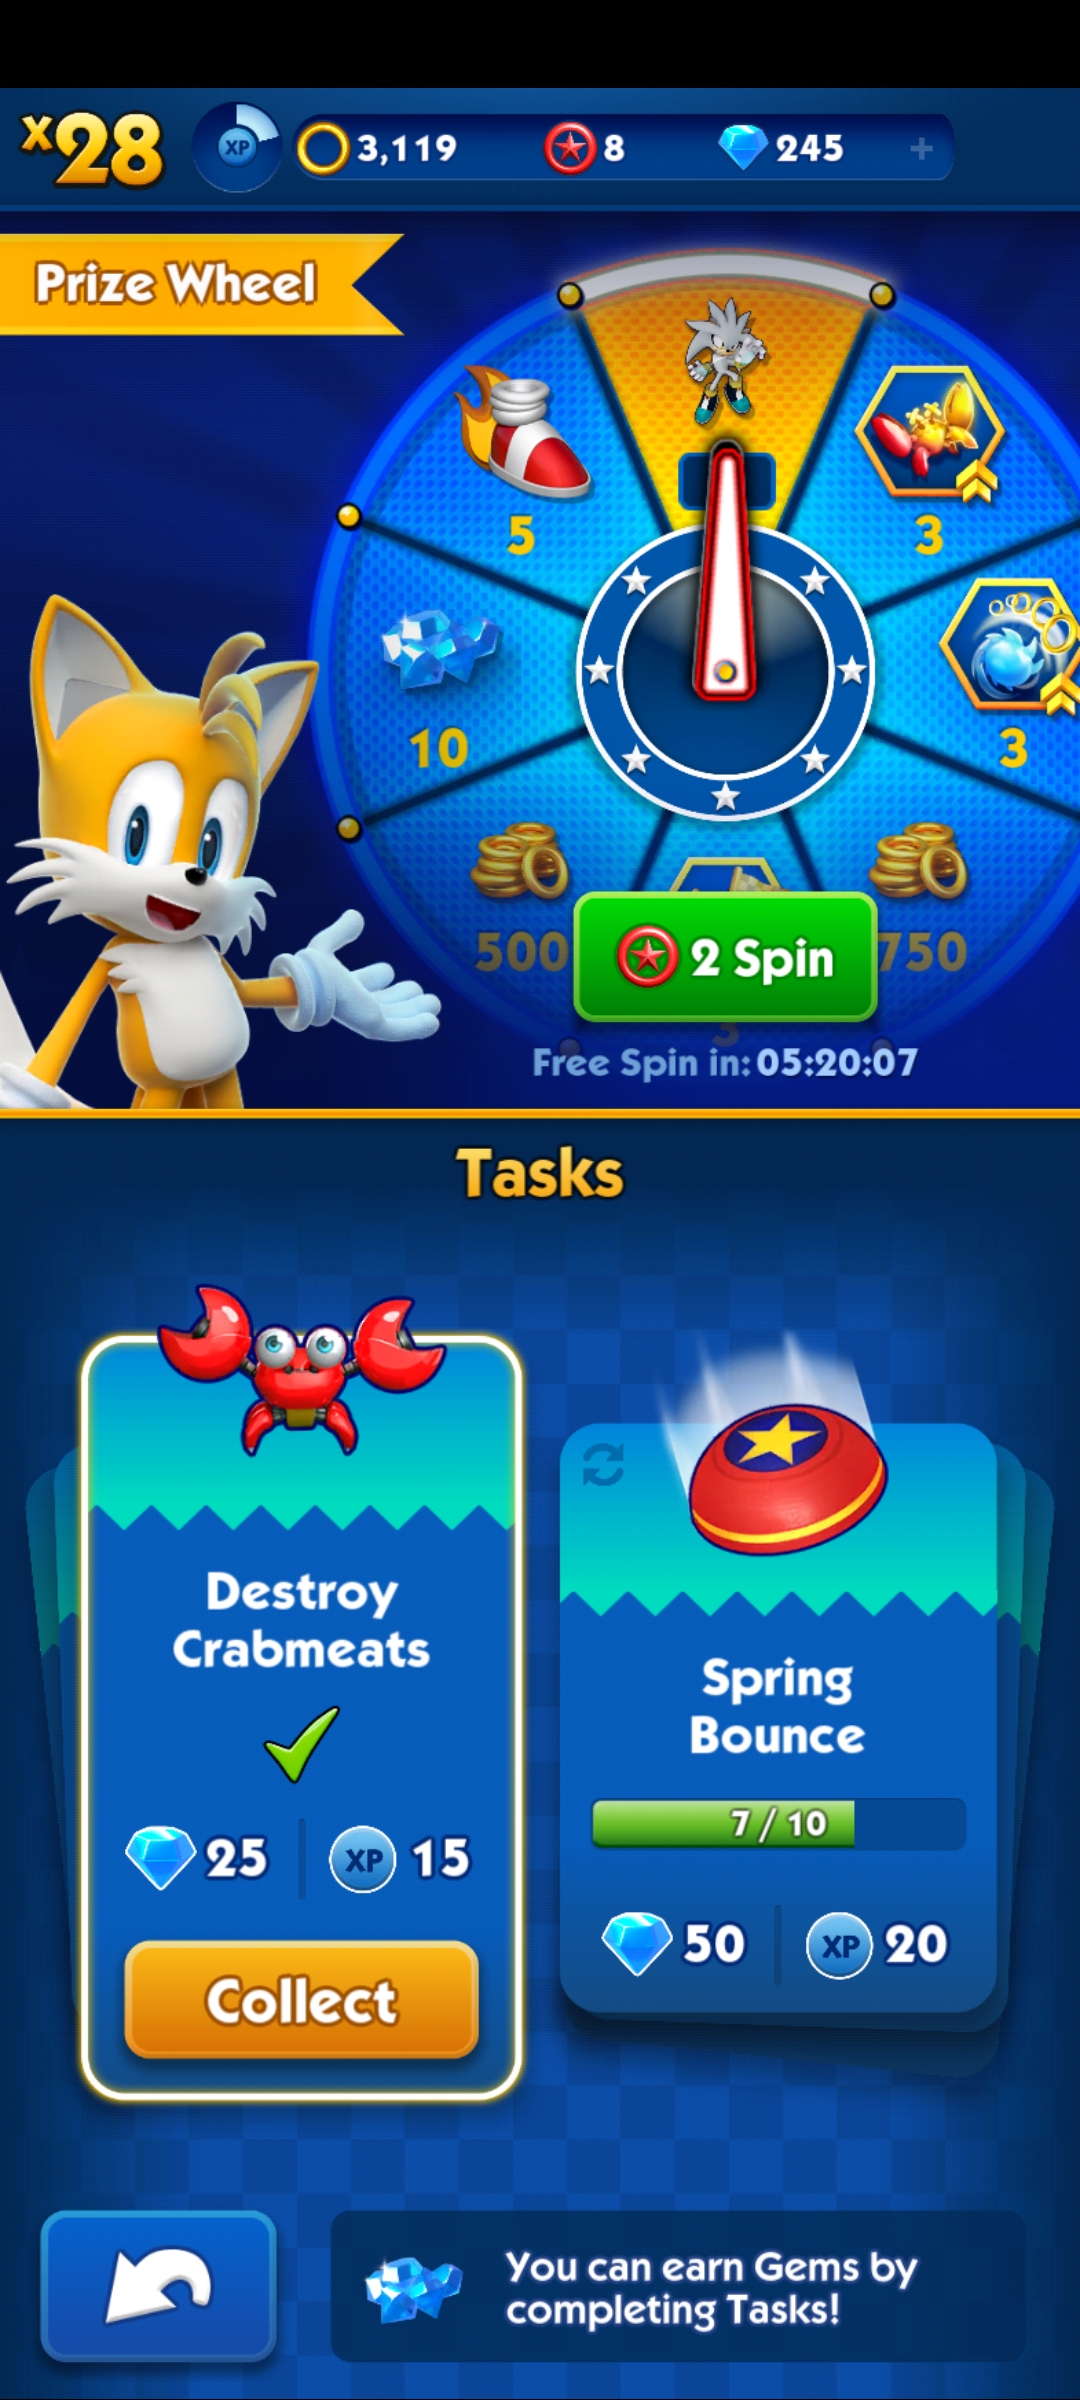 x28
XP
3,119
8
245
+
Prize Wheel
5
3
10
3
500
750
2 Spin
3
Free Spin in: 05:20:07
Tasks
Destroy
Crabmeats
25
XP
15
Collect
Spring
Bounce
7 / 10
50
XP
20
You can earn Gems by
completing Tasks!